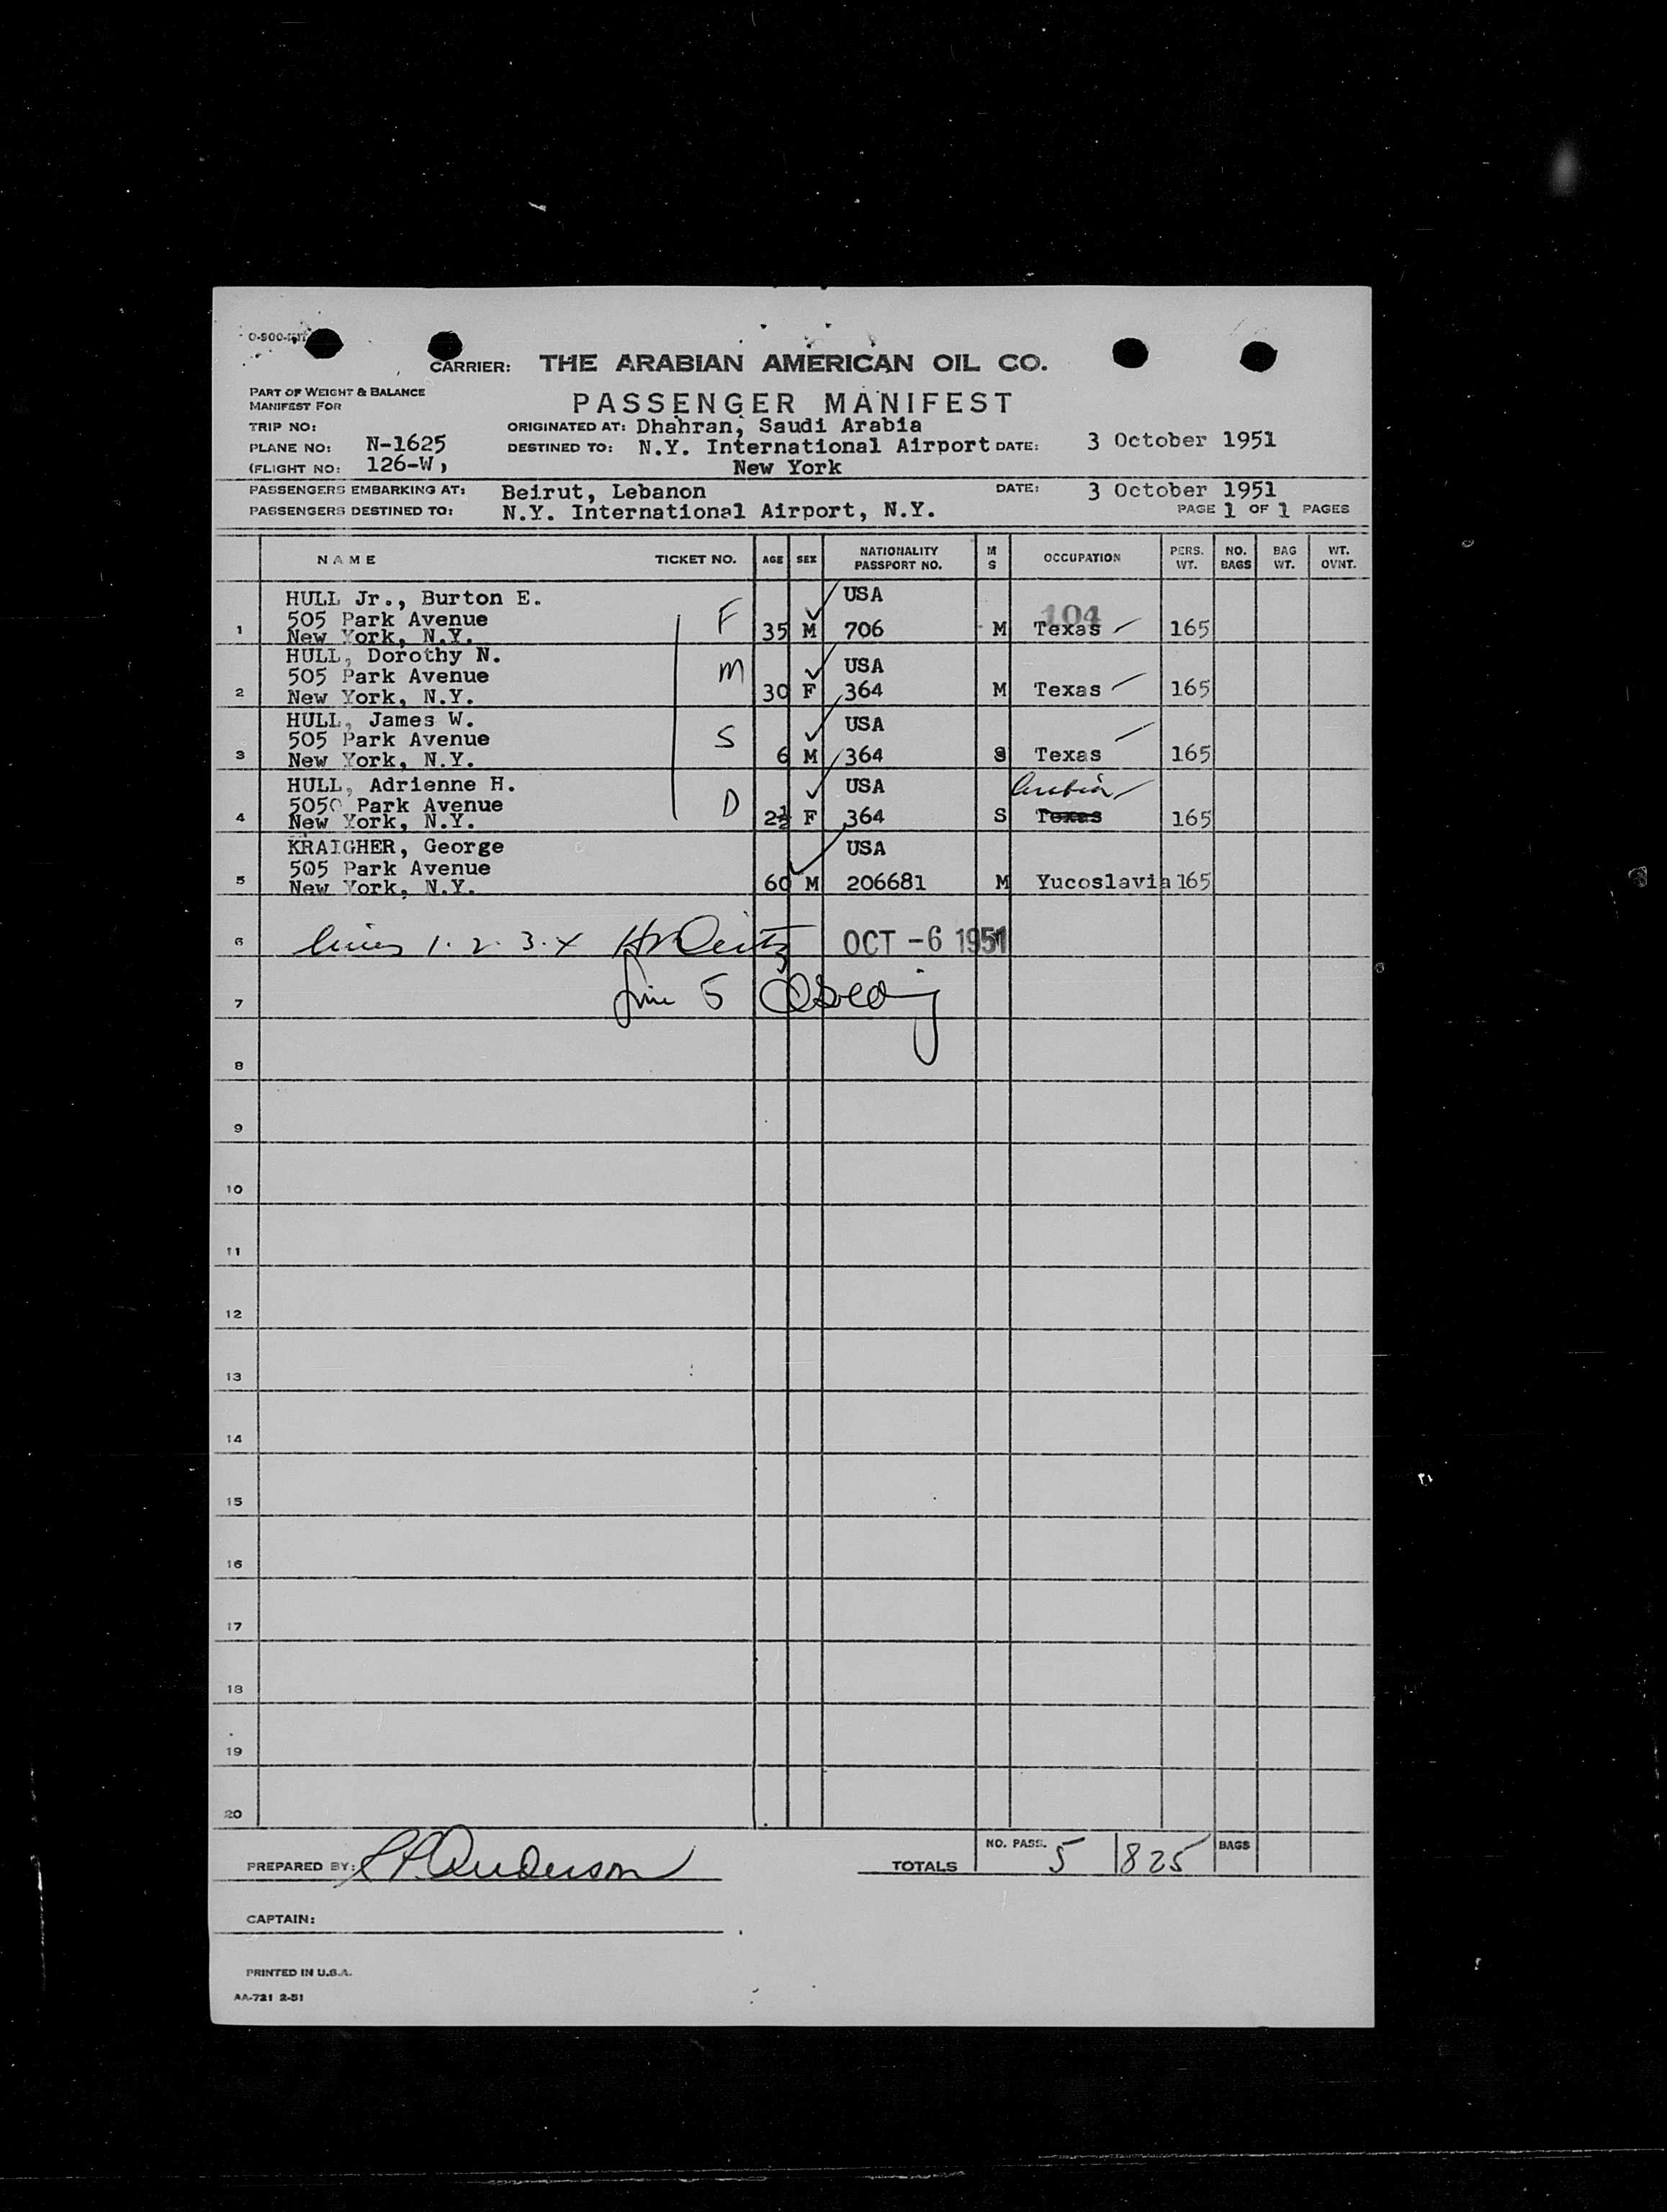 CARRIER: THE ARABIAN AMERICAN OIL CO.
PART OF WEIGHT & BALANCE
MANIFEST FOR
PASSENGER MANIFEST
TRIP NO: ORIGINATED AT: Dhahran, Saudi Arabia
PLANE NO: N-1625 DESTINED TO: N.Y. International Airport DATE: 3 October 1951
(FLIGHT NO: 126-W) New York
PASSENGERS EMBARKING AT: Beirut, Lebanon DATE: 3 October 1951
PASSENGERS DESTINED TO: N.Y. International Airport, N.Y. PAGE 1 OF 1 PAGES
NAME TICKET NO. AGE SEX NATIONALITY PASSPORT NO. M S OCCUPATION PERS. WT. NO. BAGS BAG WT. WT. OVNT.
HULL Jr., Burton E. USA
505 Park Avenue F 104
1 New York, N.Y. 35 M 706 M Texas 165
HULL, Dorothy N. USA
505 Park Avenue M
2 New York, N.Y. 30 F 364 M Texas 165
HULL, James W. USA
505 Park Avenue S
3 New York, N.Y. 6 M 364 S Texas 165
HULL, Adrienne H. USA
5050 Park Avenue D
4 New York, N.Y. 2½ F 364 S Texas 165
KRAIGHER, George USA
505 Park Avenue
5 New York, N.Y. 60 M 206681 M Yucoslavia 165
6 lines 1. 2. 3. 4 OCT -6 1951
7 Line 5
8
9
10
11
12
13
14
15
16
17
18
19
20
PREPARED BY: Anderson TOTALS NO. PASS. 5 825 BAGS
CAPTAIN:
PRINTED IN U.S.A.
AA-721 2-51